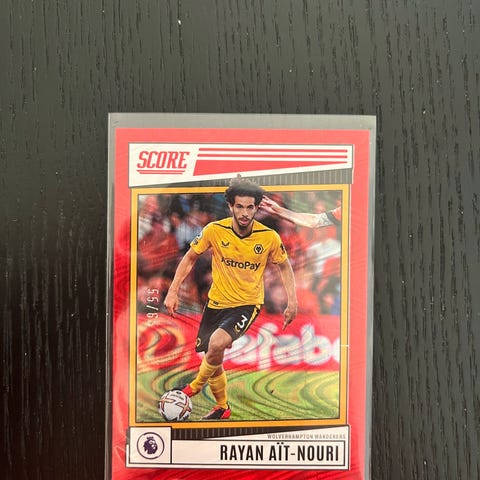 SCORE
AstroPay
3
WOLVERHAMPTON WANDERERS
RAYAN AÏT-NOURI